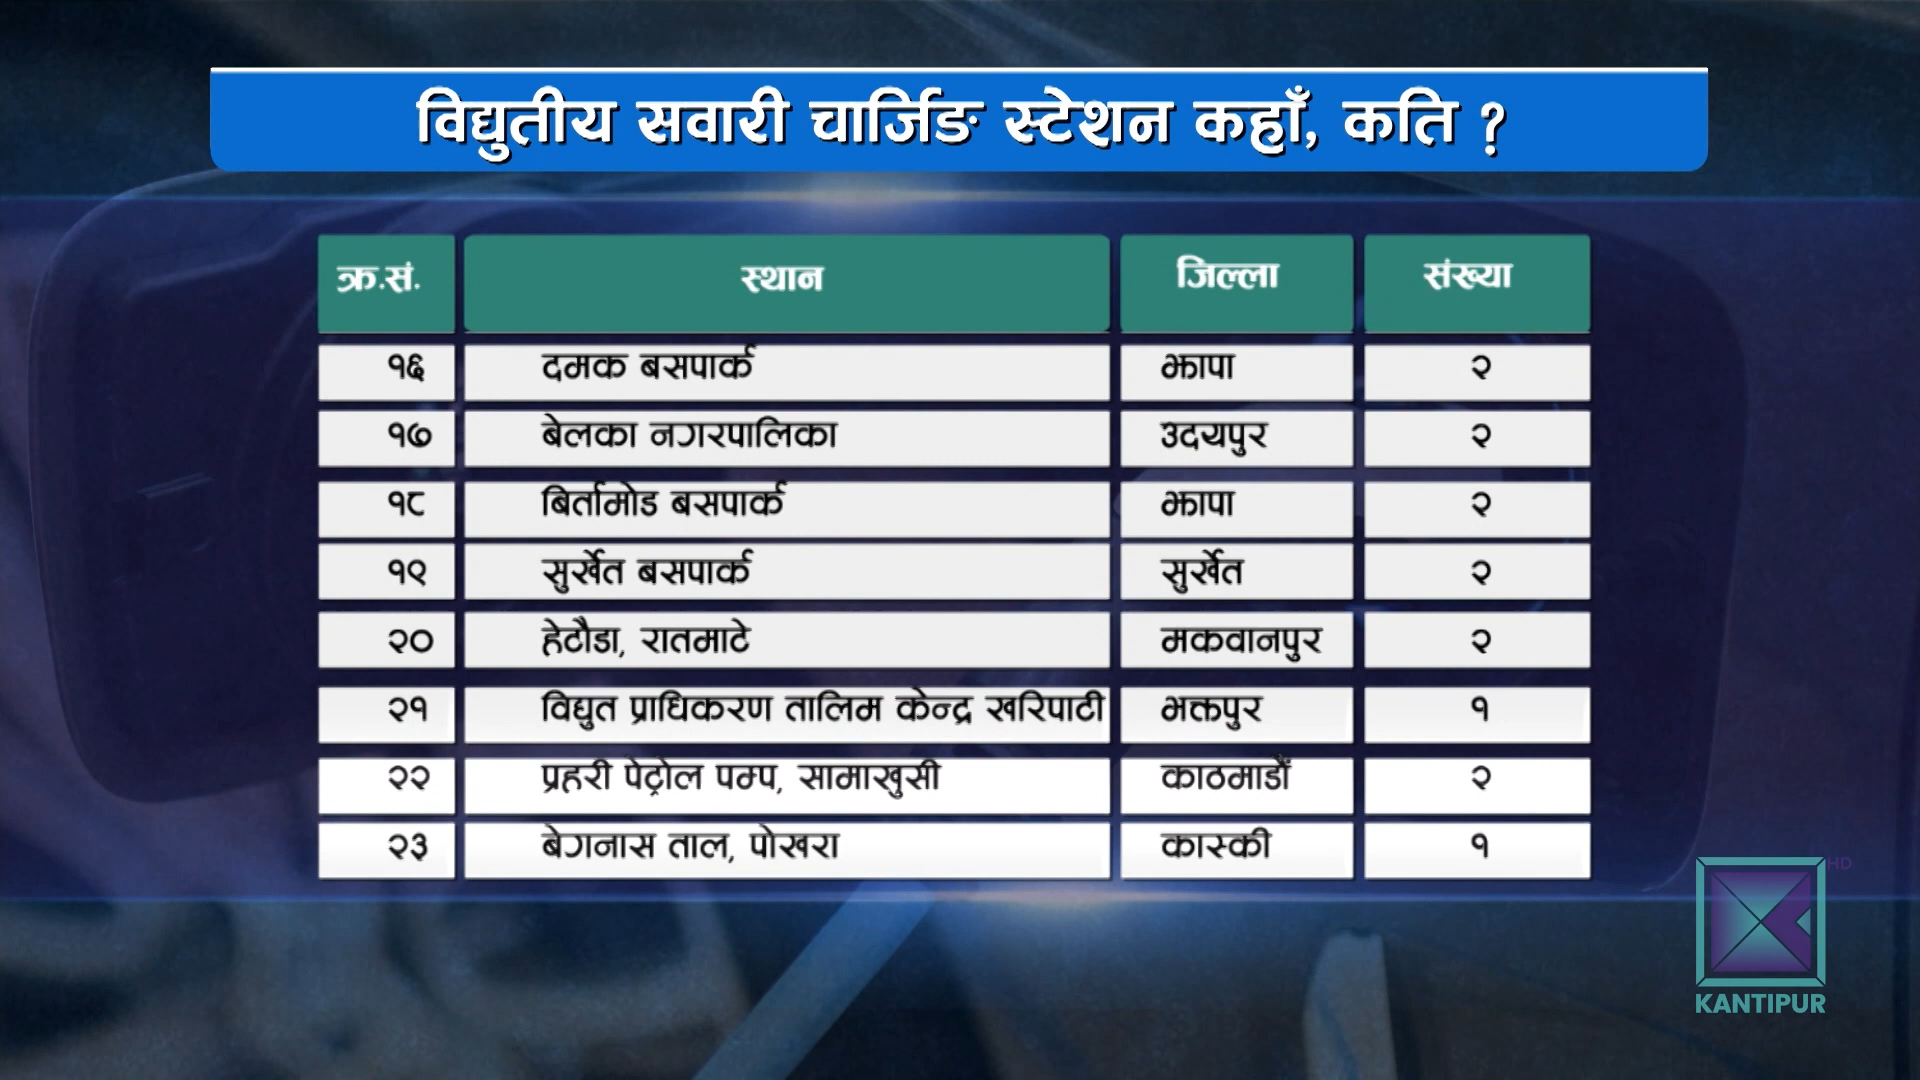 विद्युतीय सवारी चार्जिङ स्टेशन कहाँ, कति ?
क्र.सं. स्थान जिल्ला संख्या
१६ दमक बसपार्क झापा २
१७ बेलका नगरपालिका उदयपुर २
१८ बिर्तामोड बसपार्क झापा २
१९ सुर्खेत बसपार्क सुर्खेत २
२० हेटौडा, रातमाटे मकवानपुर २
२१ विद्युत प्राधिकरण तालिम केन्द्र खरिपाटी भक्तपुर १
२२ प्रहरी पेट्रोल पम्प, सामाखुसी काठमाडौं २
२३ बेगनास ताल, पोखरा कास्की १
HD
KANTIPUR